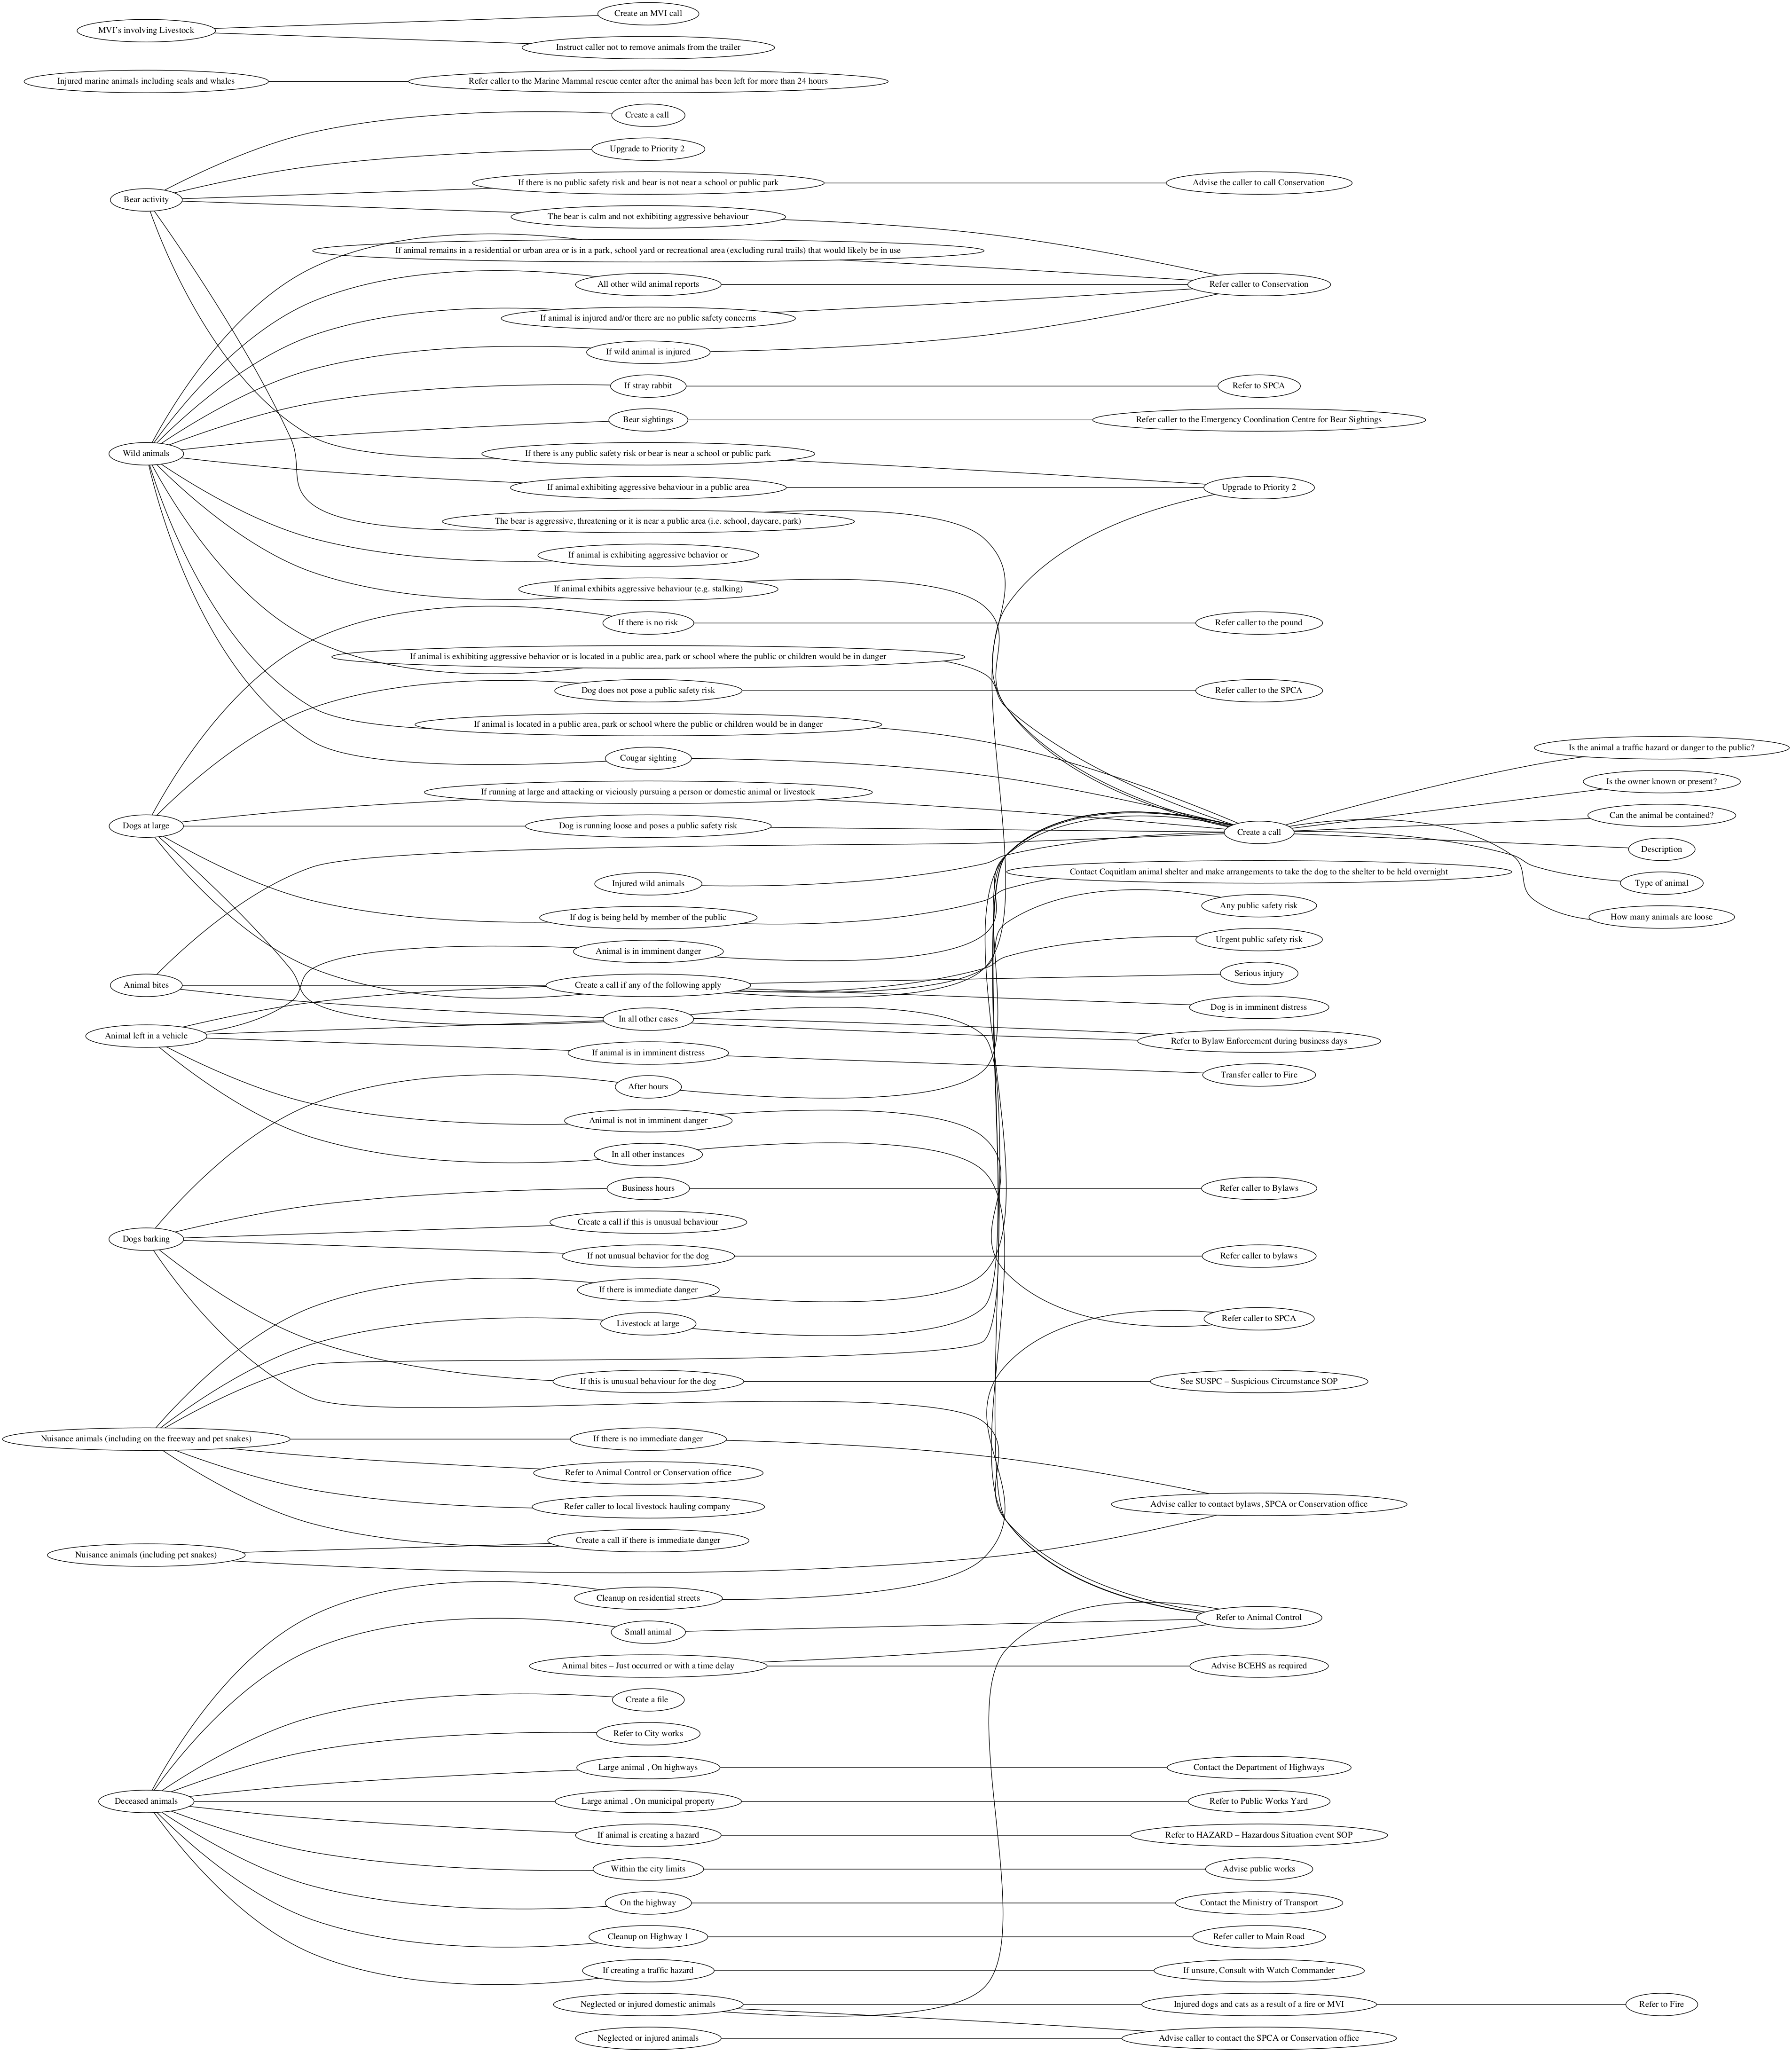 Create an MVI call
MVI's involving Livestock
Instruct caller not to remove animals from the trailer
Injured marine animals including seals and whales
Refer caller to the Marine Mammal rescue center after the animal has been left for more than 24 hours
Create a call
Upgrade to Priority 2
If there is no public safety risk and bear is not near a school or public park
Advise the caller to call Conservation
Bear activity
The bear is calm and not exhibiting aggressive behaviour
If animal remains in a residential or urban area or is in a park, school yard or recreational area (excluding rural trails) that would likely be in use
All other wild animal reports
Refer caller to Conservation
If animal is injured and/or there are no public safety concerns
If wild animal is injured
If stray rabbit
Refer to SPCA
Bear sightings
Refer caller to the Emergency Coordination Centre for Bear Sightings
Wild animals
If there is any public safety risk or bear is near a school or public park
If animal exhibiting aggressive behaviour in a public area
Upgrade to Priority 2
The bear is aggressive, threatening or it is near a public area (i.e. school, daycare, park)
If animal is exhibiting aggressive behavior or
If animal exhibits aggressive behaviour (e.g. stalking)
If there is no risk
Refer caller to the pound
If animal is exhibiting aggressive behavior or is located in a public area, park or school where the public or children would be in danger
Dog does not pose a public safety risk
Refer caller to the SPCA
If animal is located in a public area, park or school where the public or children would be in danger
Is the animal a traffic hazard or danger to the public?
Cougar sighting
Is the owner known or present?
If running at large and attacking or viciously pursuing a person or domestic animal or livestock
Can the animal be contained?
Dogs at large
Dog is running loose and poses a public safety risk
Create a call
Description
Contact Coquitlam animal shelter and make arrangements to take the dog to the shelter to be held overnight
Injured wild animals
Type of animal
Any public safety risk
If dog is being held by member of the public
How many animals are loose
Urgent public safety risk
Animal is in imminent danger
Serious injury
Animal bites
Create a call if any of the following apply
Dog is in imminent distress
In all other cases
Animal left in a vehicle
Refer to Bylaw Enforcement during business days
If animal is in imminent distress
Transfer caller to Fire
After hours
Animal is not in imminent danger
In all other instances
Business hours
Refer caller to Bylaws
Create a call if this is unusual behaviour
Dogs barking
If not unusual behavior for the dog
Refer caller to bylaws
If there is immediate danger
Livestock at large
Refer caller to SPCA
If this is unusual behaviour for the dog
See SUSPC – Suspicious Circumstance SOP
Nuisance animals (including on the freeway and pet snakes)
If there is no immediate danger
Refer to Animal Control or Conservation office
Refer caller to local livestock hauling company
Advise caller to contact bylaws, SPCA or Conservation office
Create a call if there is immediate danger
Nuisance animals (including pet snakes)
Cleanup on residential streets
Refer to Animal Control
Small animal
Animal bites – Just occurred or with a time delay
Advise BCEHS as required
Create a file
Refer to City works
Large animal , On highways
Contact the Department of Highways
Deceased animals
Large animal , On municipal property
Refer to Public Works Yard
If animal is creating a hazard
Refer to HAZARD – Hazardous Situation event SOP
Within the city limits
Advise public works
On the highway
Contact the Ministry of Transport
Cleanup on Highway 1
Refer caller to Main Road
If creating a traffic hazard
If unsure, Consult with Watch Commander
Neglected or injured domestic animals
Injured dogs and cats as a result of a fire or MVI
Refer to Fire
Neglected or injured animals
Advise caller to contact the SPCA or Conservation office